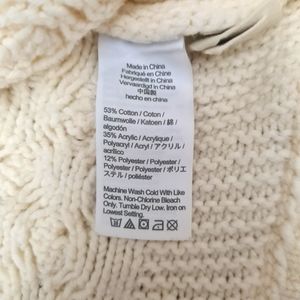 Made in China
Fabriqué en Chine
Hergestellt in China
Vervaardigd in China
中国製
hecho en china
53% Cotton / Coton /
Baumwolle / Katoen / 綿 /
algodón
35% Acrylic / Acrylique /
Polyacryl / Acryl / アクリル /
acrílico
12% Polyester / Polyester /
Polyester / Polyester / ポリエ
ステル / poliéster
Machine Wash Cold With Like
Colors. Non-Chlorine Bleach
Only. Tumble Dry Low. Iron on
Lowest Setting.